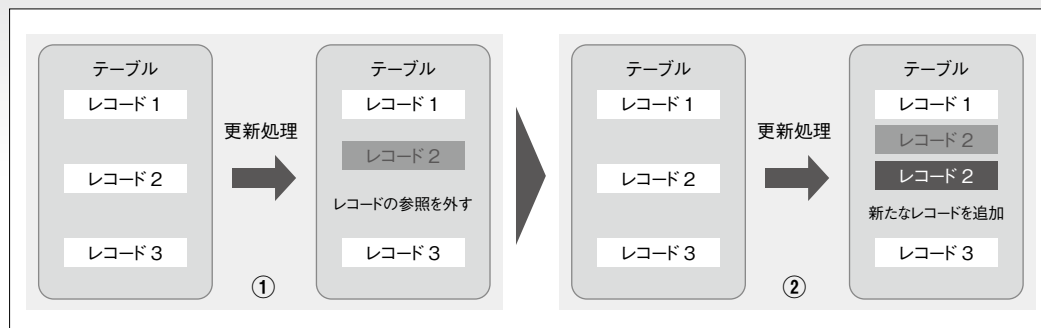 テーブル
レコード 1
レコード 2
レコード 3
更新処理
①
テーブル
レコード 1
レコード 2
レコードの参照を外す
レコード 3
テーブル
レコード 1
レコード 2
レコード 3
更新処理
②
テーブル
レコード 1
レコード 2
レコード 2
新たなレコードを追加
レコード 3